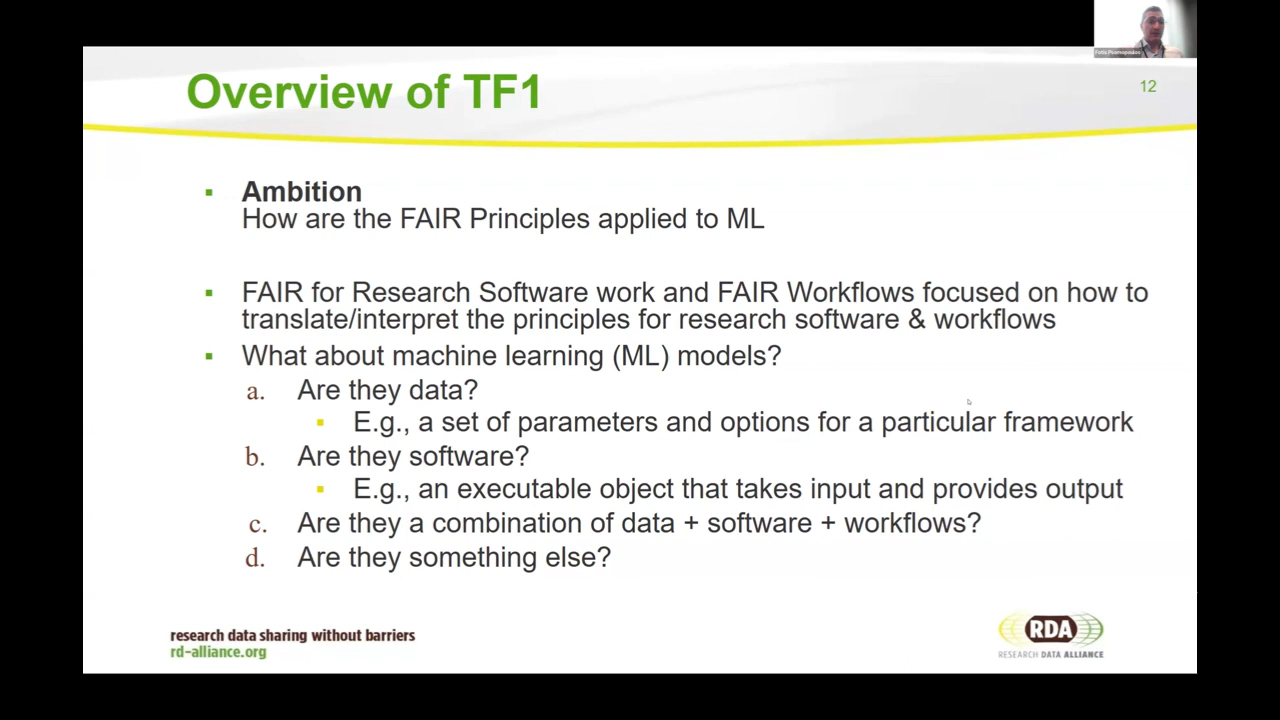 Overview of TF1
12
Ambition
How are the FAIR Principles applied to ML
FAIR for Research Software work and FAIR Workflows focused on how to
translate/interpret the principles for research software & workflows
What about machine learning (ML) models?
a. Are they data?
E.g., a set of parameters and options for a particular framework
b. Are they software?
E.g., an executable object that takes input and provides output
c. Are they a combination of data + software + workflows?
d. Are they something else?
research data sharing without barriers
rd-alliance.org
RDA
RESEARCH DATA ALLIANCE